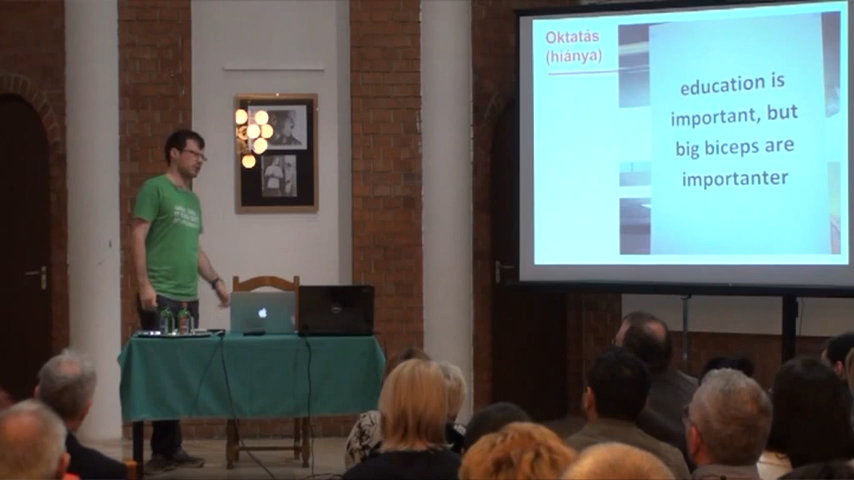 Oktatás
(hiánya)
education is
important, but
big biceps are
importanter